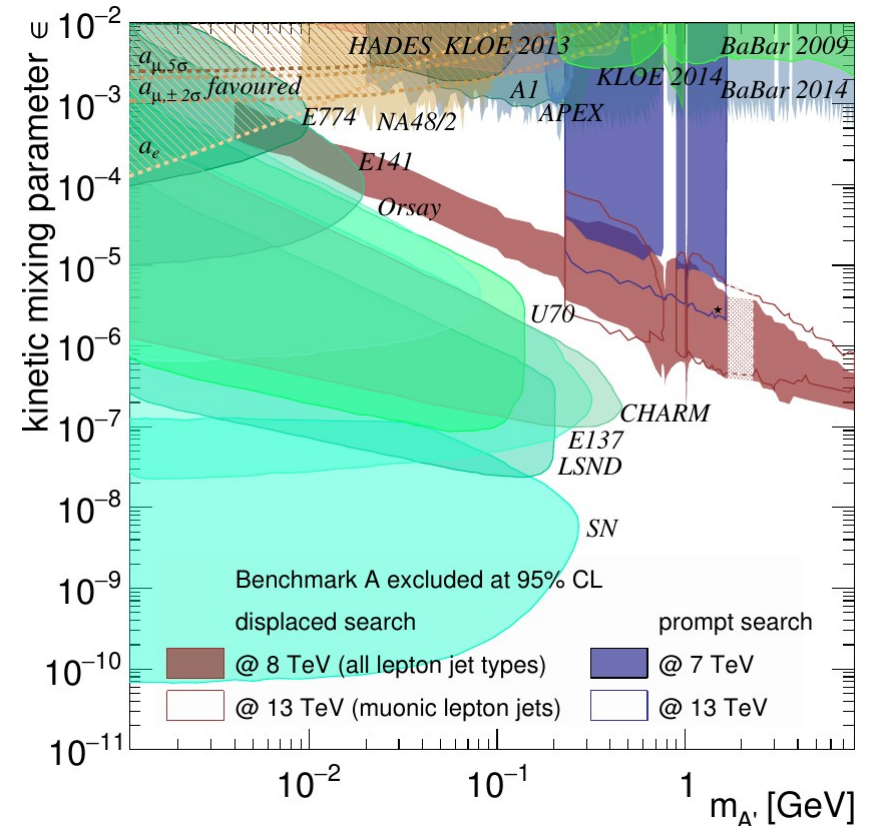 kinetic mixing parameter ϵ
10⁻²
10⁻³
10⁻⁴
10⁻⁵
10⁻⁶
10⁻⁷
10⁻⁸
10⁻⁹
10⁻¹⁰
10⁻¹¹
HADES KLOE 2013 BaBar 2009
a_μ,5σ
KLOE 2014
a_μ,±2σ favoured A1 BaBar 2014
E774 NA48/2 APEX
a_e
E141
Orsay
U70
CHARM
E137
LSND
SN
Benchmark A excluded at 95% CL
displaced search prompt search
@ 8 TeV (all lepton jet types) @ 7 TeV
@ 13 TeV (muonic lepton jets) @ 13 TeV
10⁻² 10⁻¹ 1
m_A' [GeV]